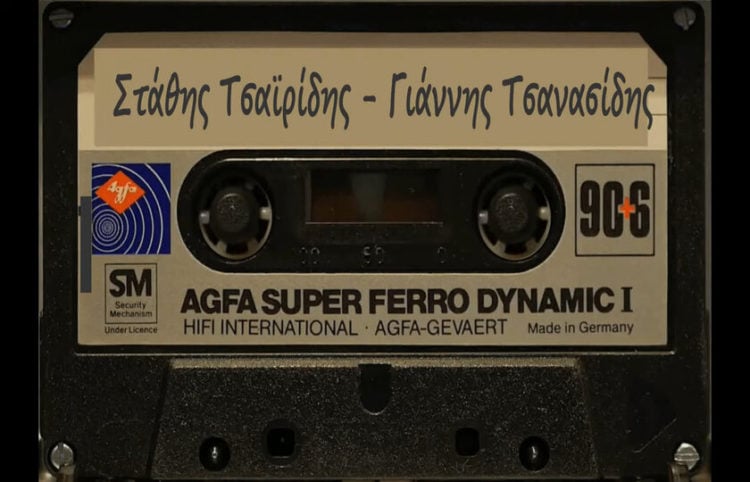 Στάθης Τσαϊρίδης - Γιάννης Τσανασίδης
Agfa
90+6
SM
Security
Mechanism
Under Licence
AGFA SUPER FERRO DYNAMIC I
HIFI INTERNATIONAL · AGFA-GEVAERT
Made in Germany